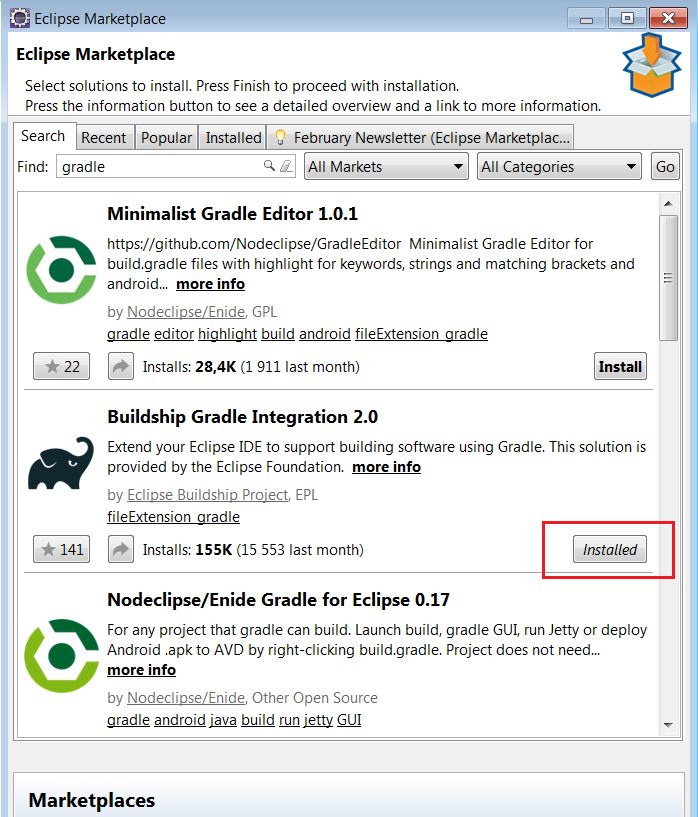 Eclipse Marketplace
Eclipse Marketplace
Select solutions to install. Press Finish to proceed with installation.
Press the information button to see a detailed overview and a link to more information.
Search Recent Popular Installed February Newsletter (Eclipse Marketplac...
Find: gradle All Markets All Categories Go
Minimalist Gradle Editor 1.0.1
https://github.com/Nodeclipse/GradleEditor Minimalist Gradle Editor for
build.gradle files with highlight for keywords, strings and matching brackets and
android... more info
by Nodeclipse/Enide, GPL
gradle editor highlight build android fileExtension_gradle
22 Installs: 28,4K (1 911 last month) Install
Buildship Gradle Integration 2.0
Extend your Eclipse IDE to support building software using Gradle. This solution is
provided by the Eclipse Foundation. more info
by Eclipse Buildship Project, EPL
fileExtension_gradle
141 Installs: 155K (15 553 last month) Installed
Nodeclipse/Enide Gradle for Eclipse 0.17
For any project that gradle can build. Launch build, gradle GUI, run Jetty or deploy
Android .apk to AVD by right-clicking build.gradle. Project does not need...
more info
by Nodeclipse/Enide, Other Open Source
gradle android java build run jetty GUI
Marketplaces